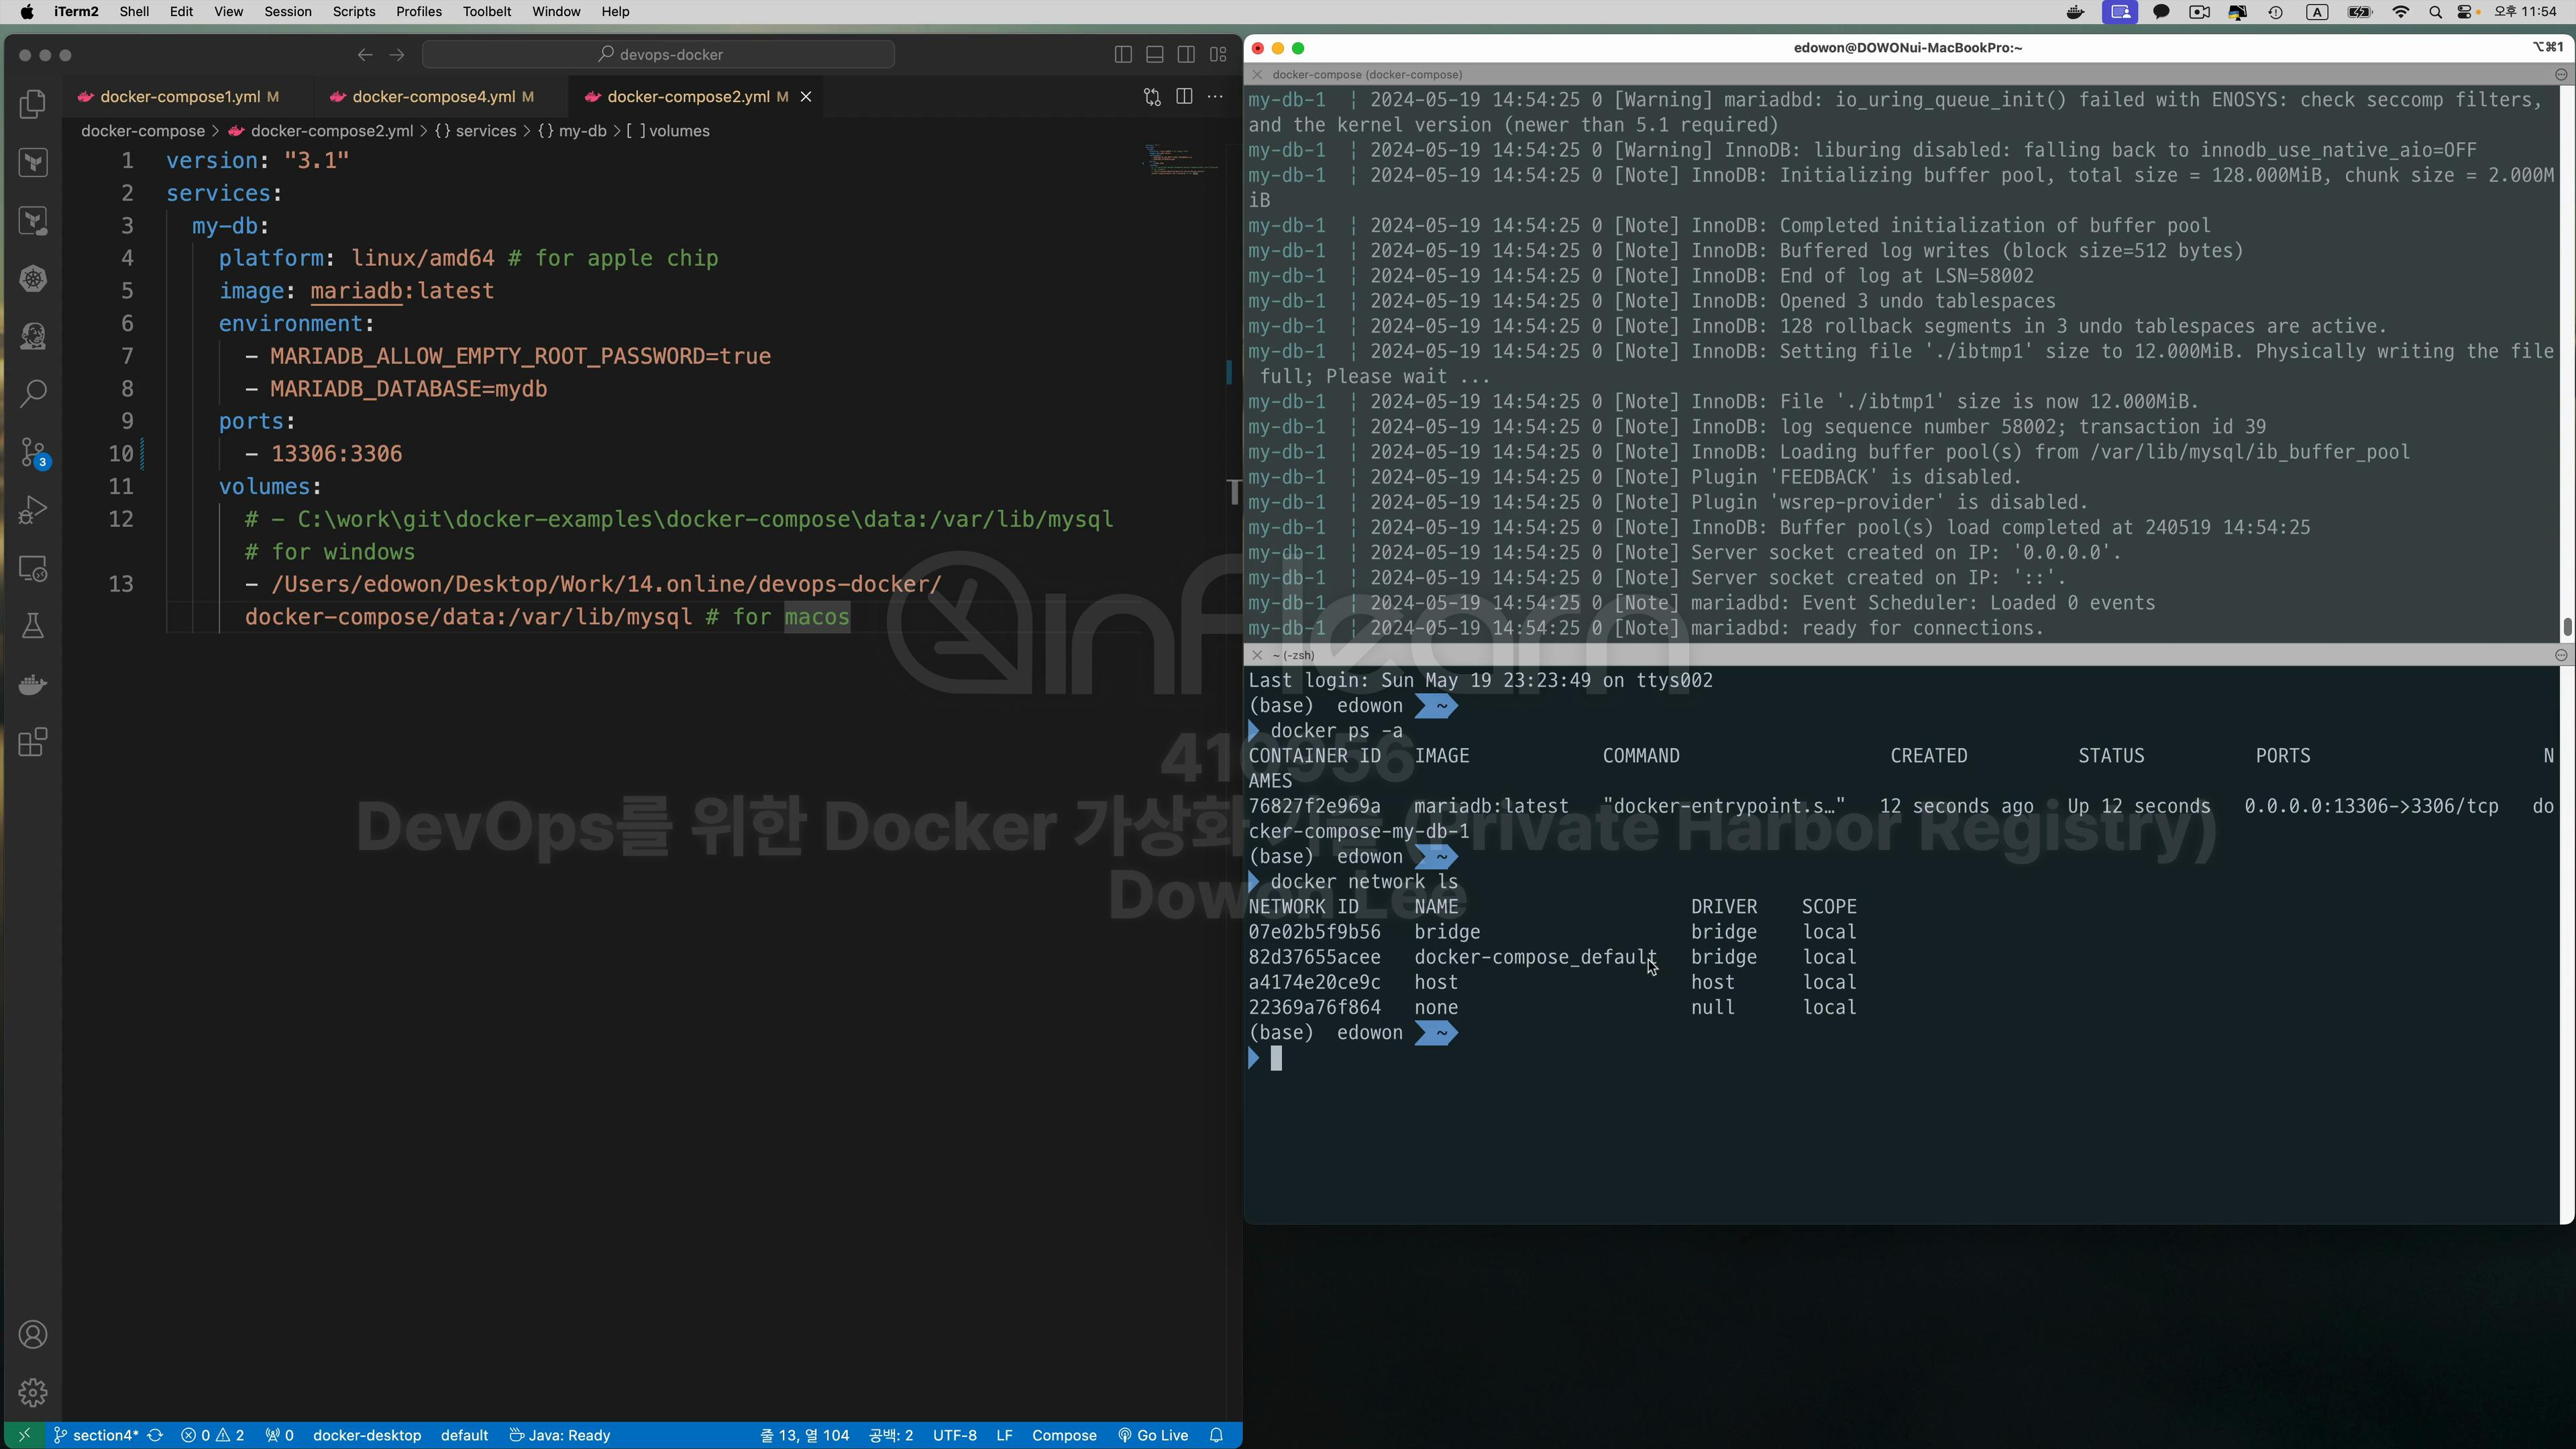 iTerm2 Shell Edit View Session Scripts Profiles Toolbelt Window Help
A 오후 11:54
devops-docker
edowon@DOWONui-MacBookPro:~
⌥⌘1
docker-compose1.yml M docker-compose4.yml M docker-compose2.yml M
docker-compose > docker-compose2.yml > {} services > {} my-db > [ ] volumes
1 version: "3.1"
2 services:
3 my-db:
4 platform: linux/amd64 # for apple chip
5 image: mariadb:latest
6 environment:
7 - MARIADB_ALLOW_EMPTY_ROOT_PASSWORD=true
8 - MARIADB_DATABASE=mydb
9 ports:
10 - 13306:3306
11 volumes:
12 # - C:\work\git\docker-examples\docker-compose\data:/var/lib/mysql
# for windows
13 - /Users/edowon/Desktop/Work/14.online/devops-docker/
docker-compose/data:/var/lib/mysql # for macos
3
docker-compose (docker-compose)
my-db-1 ¦ 2024-05-19 14:54:25 0 [Warning] mariadbd: io_uring_queue_init() failed with ENOSYS: check seccomp filters,
and the kernel version (newer than 5.1 required)
my-db-1 ¦ 2024-05-19 14:54:25 0 [Warning] InnoDB: liburing disabled: falling back to innodb_use_native_aio=OFF
my-db-1 ¦ 2024-05-19 14:54:25 0 [Note] InnoDB: Initializing buffer pool, total size = 128.000MiB, chunk size = 2.000M
iB
my-db-1 ¦ 2024-05-19 14:54:25 0 [Note] InnoDB: Completed initialization of buffer pool
my-db-1 ¦ 2024-05-19 14:54:25 0 [Note] InnoDB: Buffered log writes (block size=512 bytes)
my-db-1 ¦ 2024-05-19 14:54:25 0 [Note] InnoDB: End of log at LSN=58002
my-db-1 ¦ 2024-05-19 14:54:25 0 [Note] InnoDB: Opened 3 undo tablespaces
my-db-1 ¦ 2024-05-19 14:54:25 0 [Note] InnoDB: 128 rollback segments in 3 undo tablespaces are active.
my-db-1 ¦ 2024-05-19 14:54:25 0 [Note] InnoDB: Setting file './ibtmp1' size to 12.000MiB. Physically writing the file
full; Please wait ...
my-db-1 ¦ 2024-05-19 14:54:25 0 [Note] InnoDB: File './ibtmp1' size is now 12.000MiB.
my-db-1 ¦ 2024-05-19 14:54:25 0 [Note] InnoDB: log sequence number 58002; transaction id 39
my-db-1 ¦ 2024-05-19 14:54:25 0 [Note] InnoDB: Loading buffer pool(s) from /var/lib/mysql/ib_buffer_pool
my-db-1 ¦ 2024-05-19 14:54:25 0 [Note] Plugin 'FEEDBACK' is disabled.
my-db-1 ¦ 2024-05-19 14:54:25 0 [Note] Plugin 'wsrep-provider' is disabled.
my-db-1 ¦ 2024-05-19 14:54:25 0 [Note] InnoDB: Buffer pool(s) load completed at 240519 14:54:25
my-db-1 ¦ 2024-05-19 14:54:25 0 [Note] Server socket created on IP: '0.0.0.0'.
my-db-1 ¦ 2024-05-19 14:54:25 0 [Note] Server socket created on IP: '::'.
my-db-1 ¦ 2024-05-19 14:54:25 0 [Note] mariadbd: Event Scheduler: Loaded 0 events
my-db-1 ¦ 2024-05-19 14:54:25 0 [Note] mariadbd: ready for connections.
~ (-zsh)
Last login: Sun May 19 23:23:49 on ttys002
(base) edowon ~
docker ps -a
CONTAINER ID IMAGE COMMAND CREATED STATUS PORTS N
AMES
76827f2e969a mariadb:latest "docker-entrypoint.s…" 12 seconds ago Up 12 seconds 0.0.0.0:13306->3306/tcp do
cker-compose-my-db-1
(base) edowon ~
docker network ls
NETWORK ID NAME DRIVER SCOPE
07e02b5f9b56 bridge bridge local
82d37655acee docker-compose_default bridge local
a4174e20ce9c host host local
22369a76f864 none null local
(base) edowon ~
inflearn
410956
DevOps를 위한 Docker 가상화 (Private Harbor Registry)
Dowon Lee
section4* 0 2 0 docker-desktop default Java: Ready 줄 13, 열 104 공백: 2 UTF-8 LF Compose Go Live